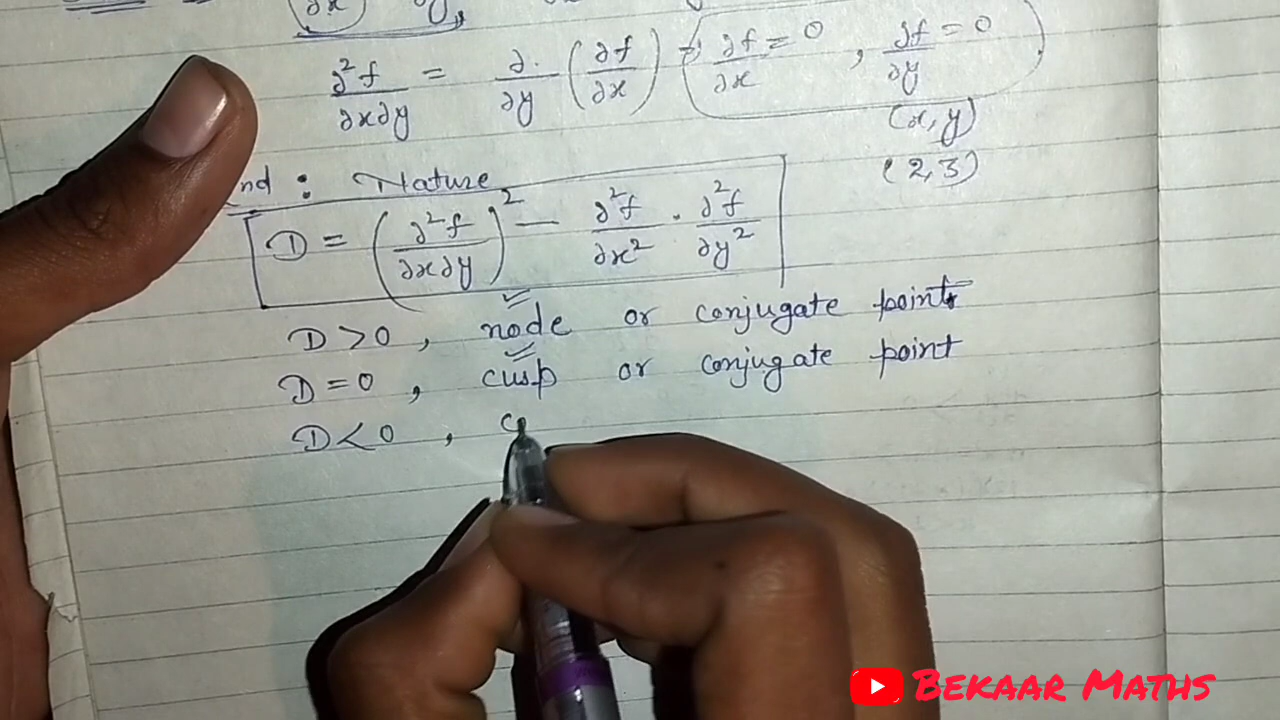 ∂²f/∂x∂y = ∂/∂y (∂f/∂x) ∂f/∂x = 0 , ∂f/∂y = 0
(x, y)
(2, 3)
nd : Nature
D = (∂²f/∂x∂y)² − ∂²f/∂x² · ∂²f/∂y²
D > 0 , node or conjugate point
D = 0 , cusp or conjugate point
D < 0 , c
BEKAAR MATHS